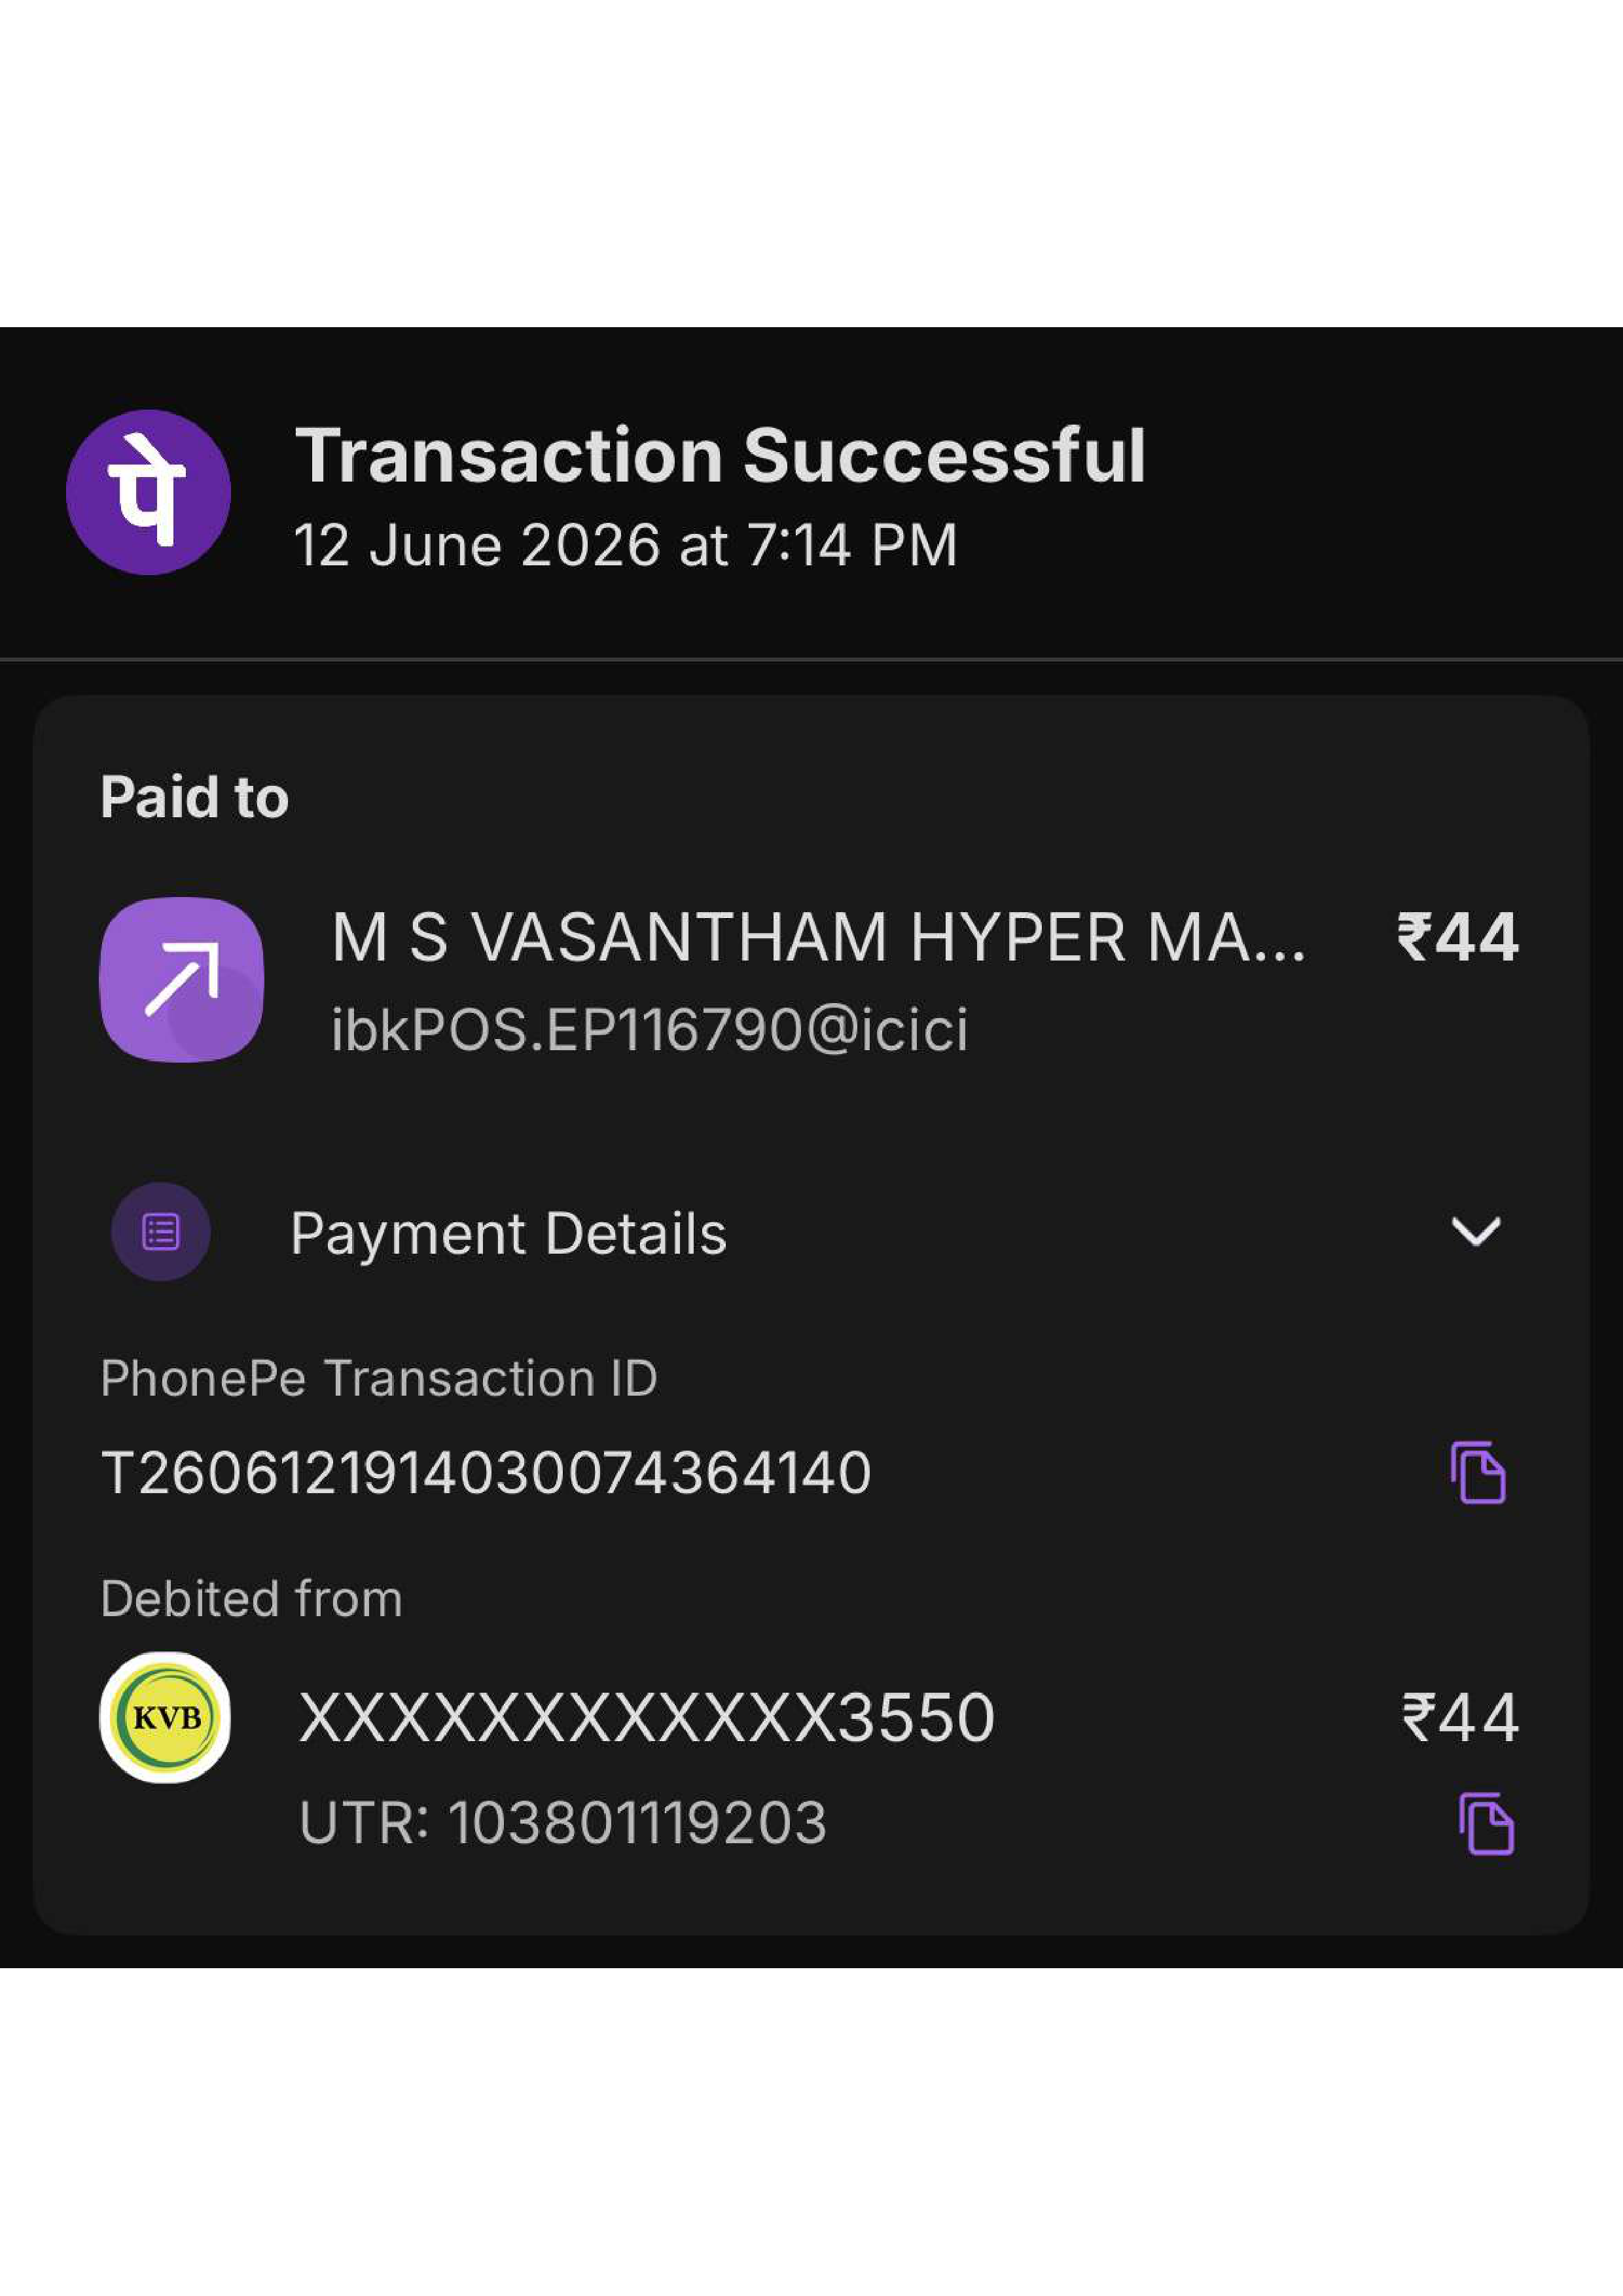 पे
Transaction Successful
12 June 2026 at 7:14 PM
Paid to
M S VASANTHAM HYPER MA... ₹44
ibkPOS.EP116790@icici
Payment Details
PhonePe Transaction ID
T2606121914030074364140
Debited from
KVB XXXXXXXXXXXX3550 ₹44
UTR: 103801119203